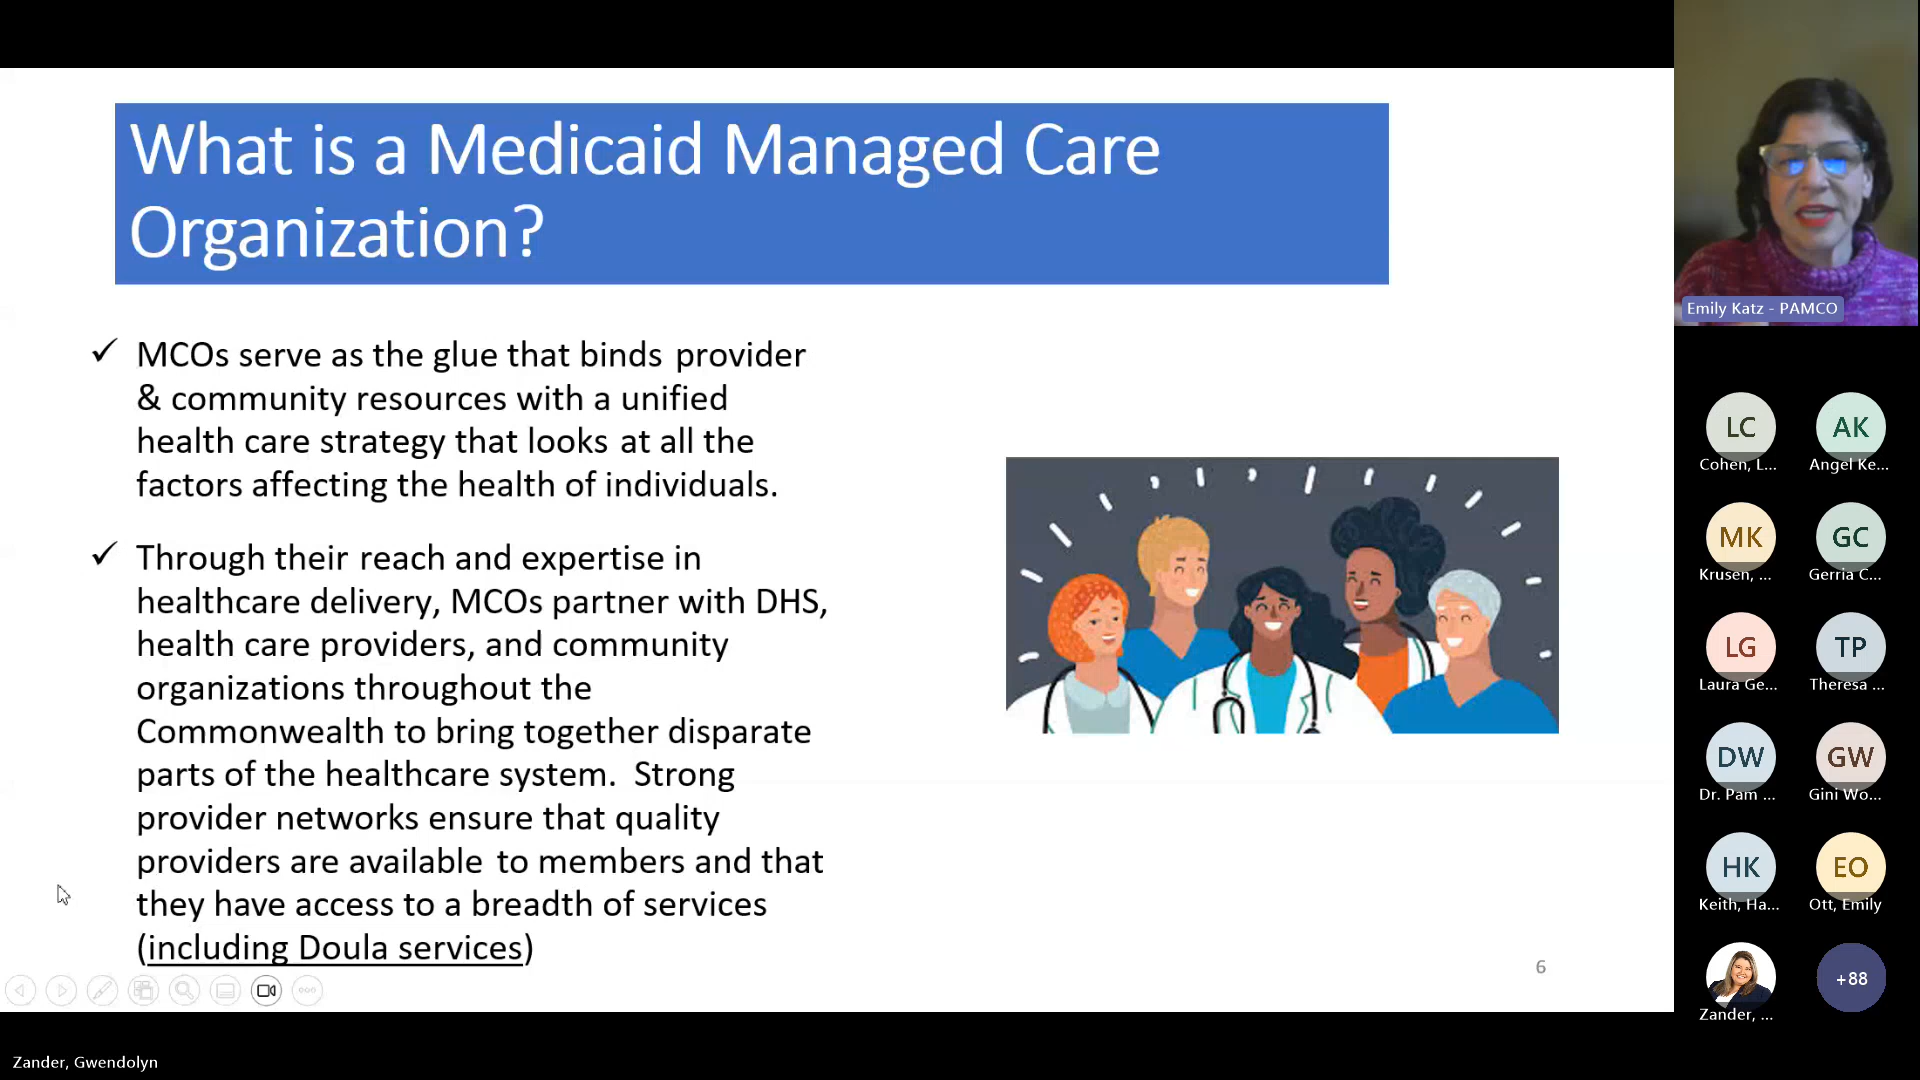 What is a Medicaid Managed Care
Organization?
✓ MCOs serve as the glue that binds provider
& community resources with a unified
health care strategy that looks at all the
factors affecting the health of individuals.
✓ Through their reach and expertise in
healthcare delivery, MCOs partner with DHS,
health care providers, and community
organizations throughout the
Commonwealth to bring together disparate
parts of the healthcare system.  Strong
provider networks ensure that quality
providers are available to members and that
they have access to a breadth of services
(including Doula services)
6
Emily Katz - PAMCO
LC
Cohen, L...
AK
Angel Ke...
MK
Krusen, ...
GC
Gerria C...
LG
Laura Ge...
TP
Theresa ...
DW
Dr. Pam ...
GW
Gini Wo...
HK
Keith, Ha...
EO
Ott, Emily
Zander, ...
+88
Zander, Gwendolyn